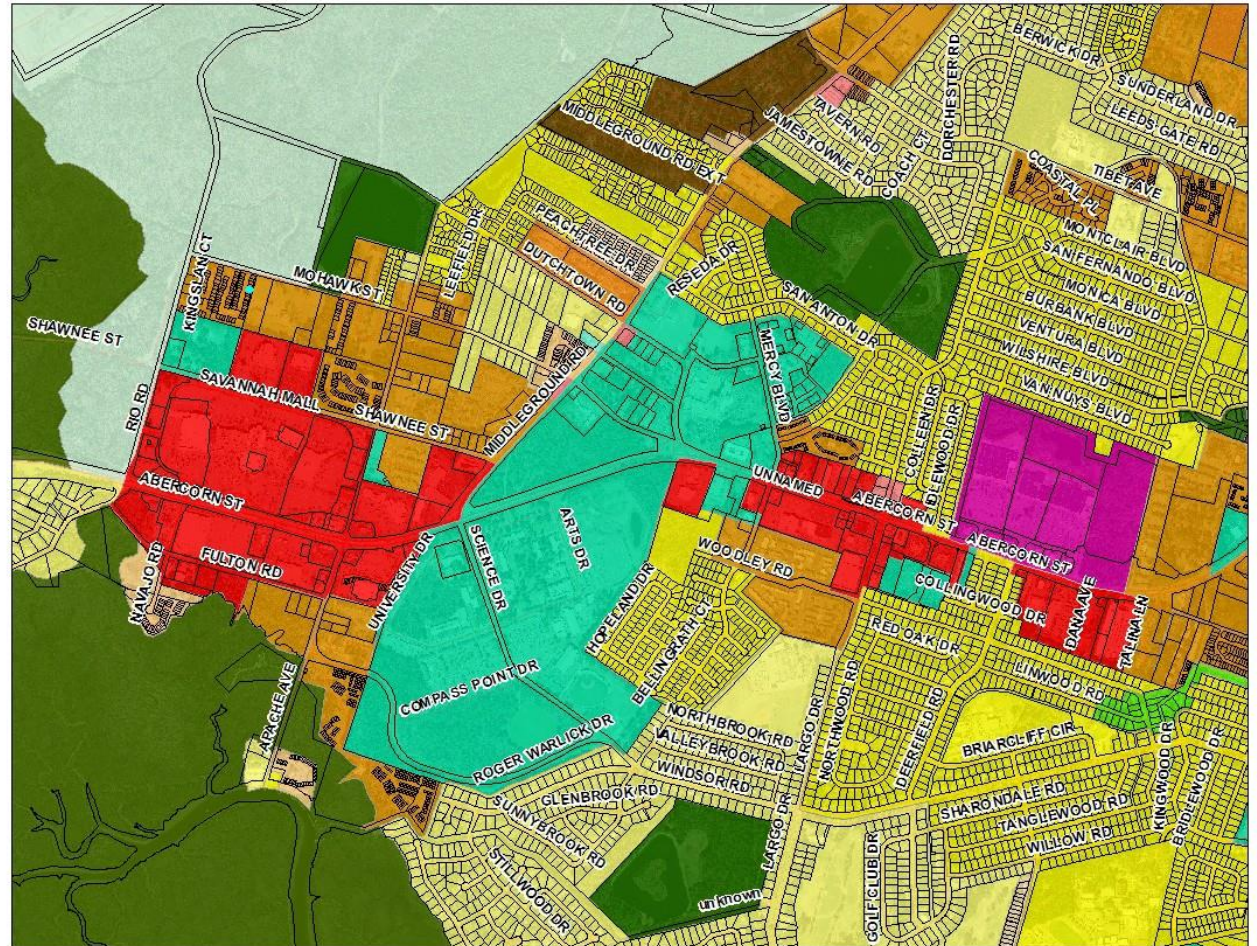 BERWICK DR
SUNDERLAND DR
LEEDS GATE RD
DORCHESTER RD
TAVERN RD
JAMESTOWNE RD
COACH CT
MIDDLEGROUND RD EXT
COASTAL PL
TIBET AVE
MONTCLAIR BLVD
SAN FERNANDO BLVD
MONICA BLVD
BURBANK BLVD
VENTURA BLVD
WILSHIRE BLVD
VAN NUYS BLVD
LEEFIELD DR
PEACHTREE DR
DUTCHTOWN RD
RESEDA DR
SAN ANTON DR
KINGSLAN CT
MOHAWK ST
SHAWNEE ST
RIO RD
SAVANNAH MALL
SHAWNEE ST
MIDDLEGROUND RD
MERCY BLVD
COLLEEN DR
IDLEWOOD DR
ABERCORN ST
UNNAMED
ABERCORN ST
ABERCORN ST
NAVAJO RD
FULTON RD
UNIVERSITY DR
SCIENCE DR
ARTS DR
WOODLEY RD
COLLINGWOOD DR
DANA AVE
TALINA LN
HOPELAND DR
BELLINGRATH CT
RED OAK DR
LINWOOD RD
APACHE AVE
COMPASS POINT DR
ROGER WARLICK DR
NORTHBROOK RD
VALLEYBROOK RD
WINDSOR RD
LARGO DR
NORTHWOOD RD
DEERFIELD RD
BRIARCLIFF CIR
KINGWOOD DR
BRIDGEWOOD DR
SUNNYBROOK RD
GLENBROOK RD
STILLWOOD DR
LARGO DR
SHARONDALE RD
TANGLEWOOD RD
WILLOW RD
GOLF CLUB DR
unknown